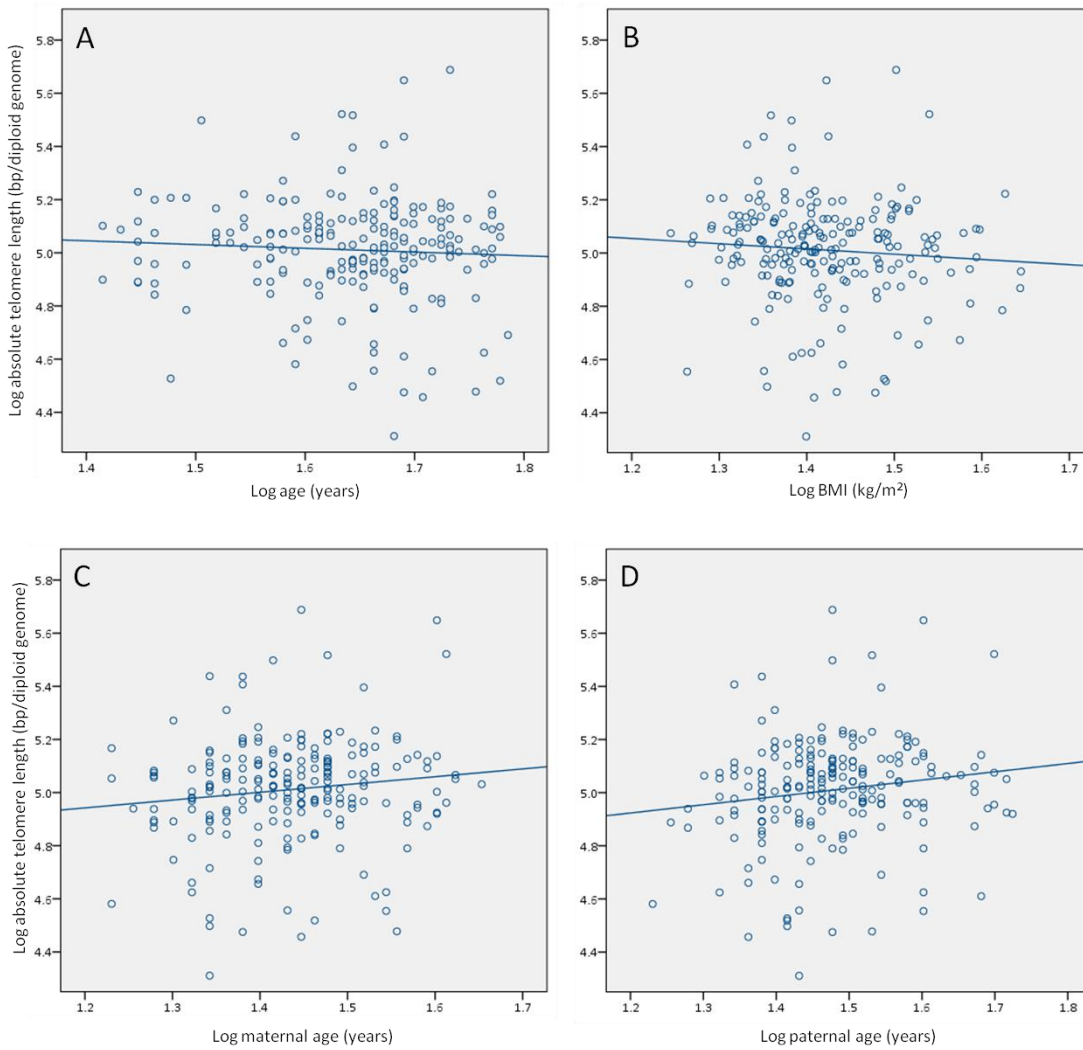 A
B
Log absolute telomere length (bp/diploid genome)
5.8
5.6
5.4
5.2
5.0
4.8
4.6
4.4
1.4 1.5 1.6 1.7 1.8
Log age (years)
5.8
5.6
5.4
5.2
5.0
4.8
4.6
4.4
1.2 1.3 1.4 1.5 1.6 1.7
Log BMI (kg/m²)
C
D
Log absolute telomere length (bp/diploid genome)
5.8
5.6
5.4
5.2
5.0
4.8
4.6
4.4
1.2 1.3 1.4 1.5 1.6 1.7
Log maternal age (years)
5.8
5.6
5.4
5.2
5.0
4.8
4.6
4.4
1.2 1.3 1.4 1.5 1.6 1.7 1.8
Log paternal age (years)